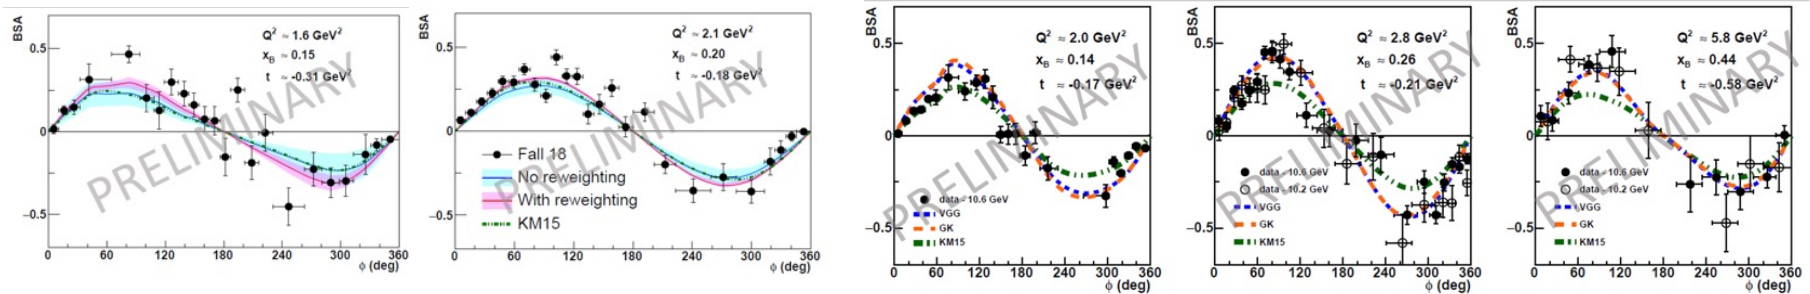 BSA
Q² ≈ 1.6 GeV²
x_B ≈ 0.15
t ≈ -0.31 GeV²
0.5
0
−0.5
0 60 120 180 240 300 360
ϕ (deg)
PRELIMINARY
BSA
Q² ≈ 2.1 GeV²
x_B ≈ 0.20
t ≈ -0.18 GeV²
0.5
0
−0.5
Fall 18
No reweighting
With reweighting
KM15
0 60 120 180 240 300 360
ϕ (deg)
PRELIMINARY
BSA
Q² ≈ 2.0 GeV²
x_B ≈ 0.14
t ≈ -0.17 GeV²
0.5
0
−0.5
data - 10.6 GeV
VGG
GK
KM15
0 60 120 180 240 300 360
ϕ (deg)
PRELIMINARY
BSA
Q² ≈ 2.8 GeV²
x_B ≈ 0.26
t ≈ -0.21 GeV²
0.5
0
−0.5
data - 10.6 GeV
data - 10.2 GeV
VGG
GK
KM15
0 60 120 180 240 300 360
ϕ (deg)
PRELIMINARY
BSA
Q² ≈ 5.8 GeV²
x_B ≈ 0.44
t ≈ -0.58 GeV²
0.5
0
−0.5
data - 10.6 GeV
data - 10.2 GeV
VGG
GK
KM15
0 60 120 180 240 300 360
ϕ (deg)
PRELIMINARY